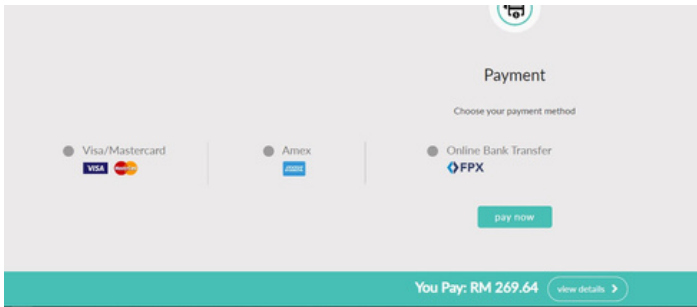 Payment
Choose your payment method
Visa/Mastercard
VISA
Amex
Online Bank Transfer
FPX
pay now
You Pay: RM 269.64
view details